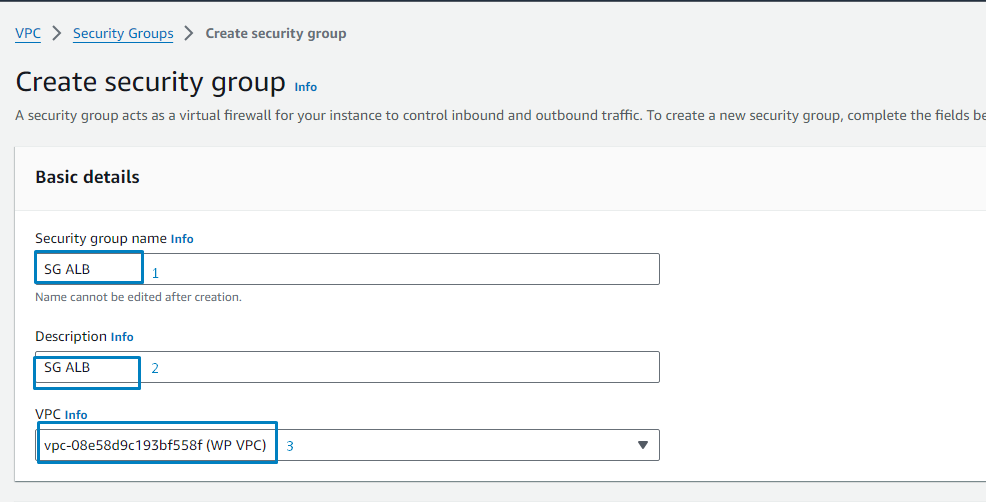 VPC > Security Groups > Create security group
Create security group Info
A security group acts as a virtual firewall for your instance to control inbound and outbound traffic. To create a new security group, complete the fields be
Basic details
Security group name Info
SG ALB 1
Name cannot be edited after creation.
Description Info
SG ALB 2
VPC Info
vpc-08e58d9c193bf558f (WP VPC) 3